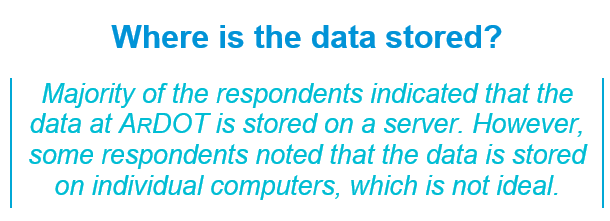 Where is the data stored?
Majority of the respondents indicated that the
data at ARDOT is stored on a server. However,
some respondents noted that the data is stored
on individual computers, which is not ideal.